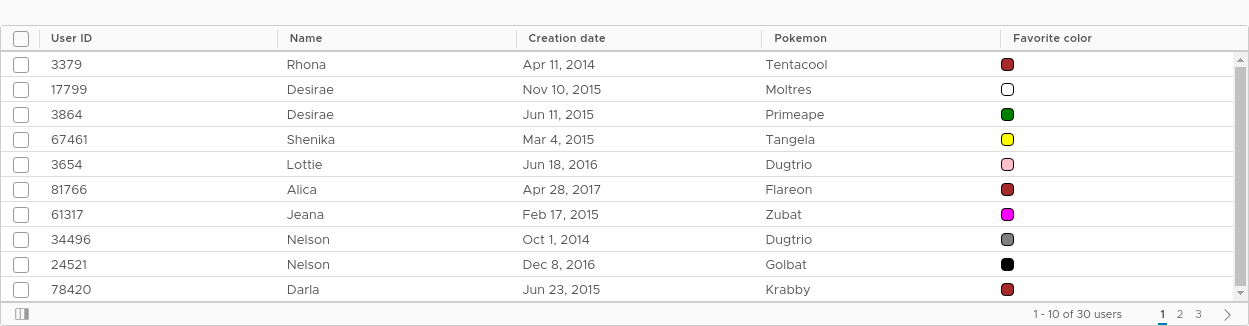 User ID Name Creation date Pokemon Favorite color
3379 Rhona Apr 11, 2014 Tentacool
17799 Desirae Nov 10, 2015 Moltres
3864 Desirae Jun 11, 2015 Primeape
67461 Shenika Mar 4, 2015 Tangela
3654 Lottie Jun 18, 2016 Dugtrio
81766 Alica Apr 28, 2017 Flareon
61317 Jeana Feb 17, 2015 Zubat
34496 Nelson Oct 1, 2014 Dugtrio
24521 Nelson Dec 8, 2016 Golbat
78420 Darla Jun 23, 2015 Krabby
1 - 10 of 30 users 1 2 3